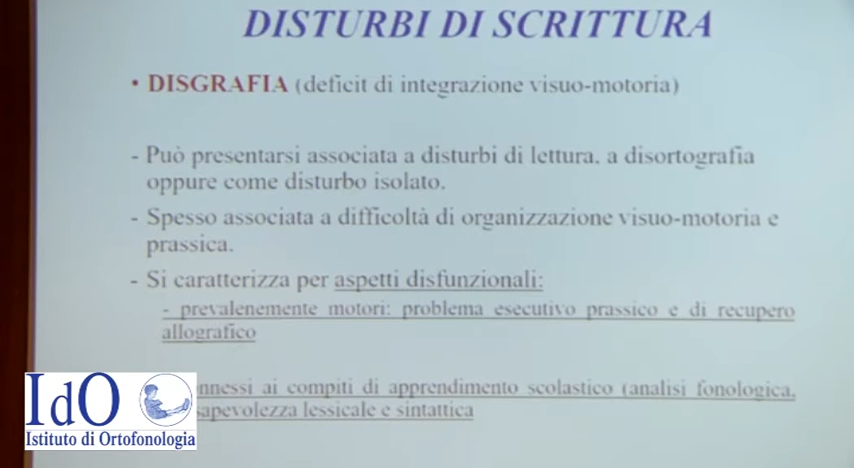 DISTURBI DI SCRITTURA
• DISGRAFIA (deficit di integrazione visuo-motoria)
- Può presentarsi associata a disturbi di lettura, a disortografia
oppure come disturbo isolato.
- Spesso associata a difficoltà di organizzazione visuo-motoria e
prassica.
- Si caratterizza per aspetti disfunzionali:
- prevalenemente motori: problema esecutivo prassico e di recupero
allografico
nnessi ai compiti di apprendimento scolastico (analisi fonologica,
sapevolezza lessicale e sintattica
IdO
Istituto di Ortofonologia